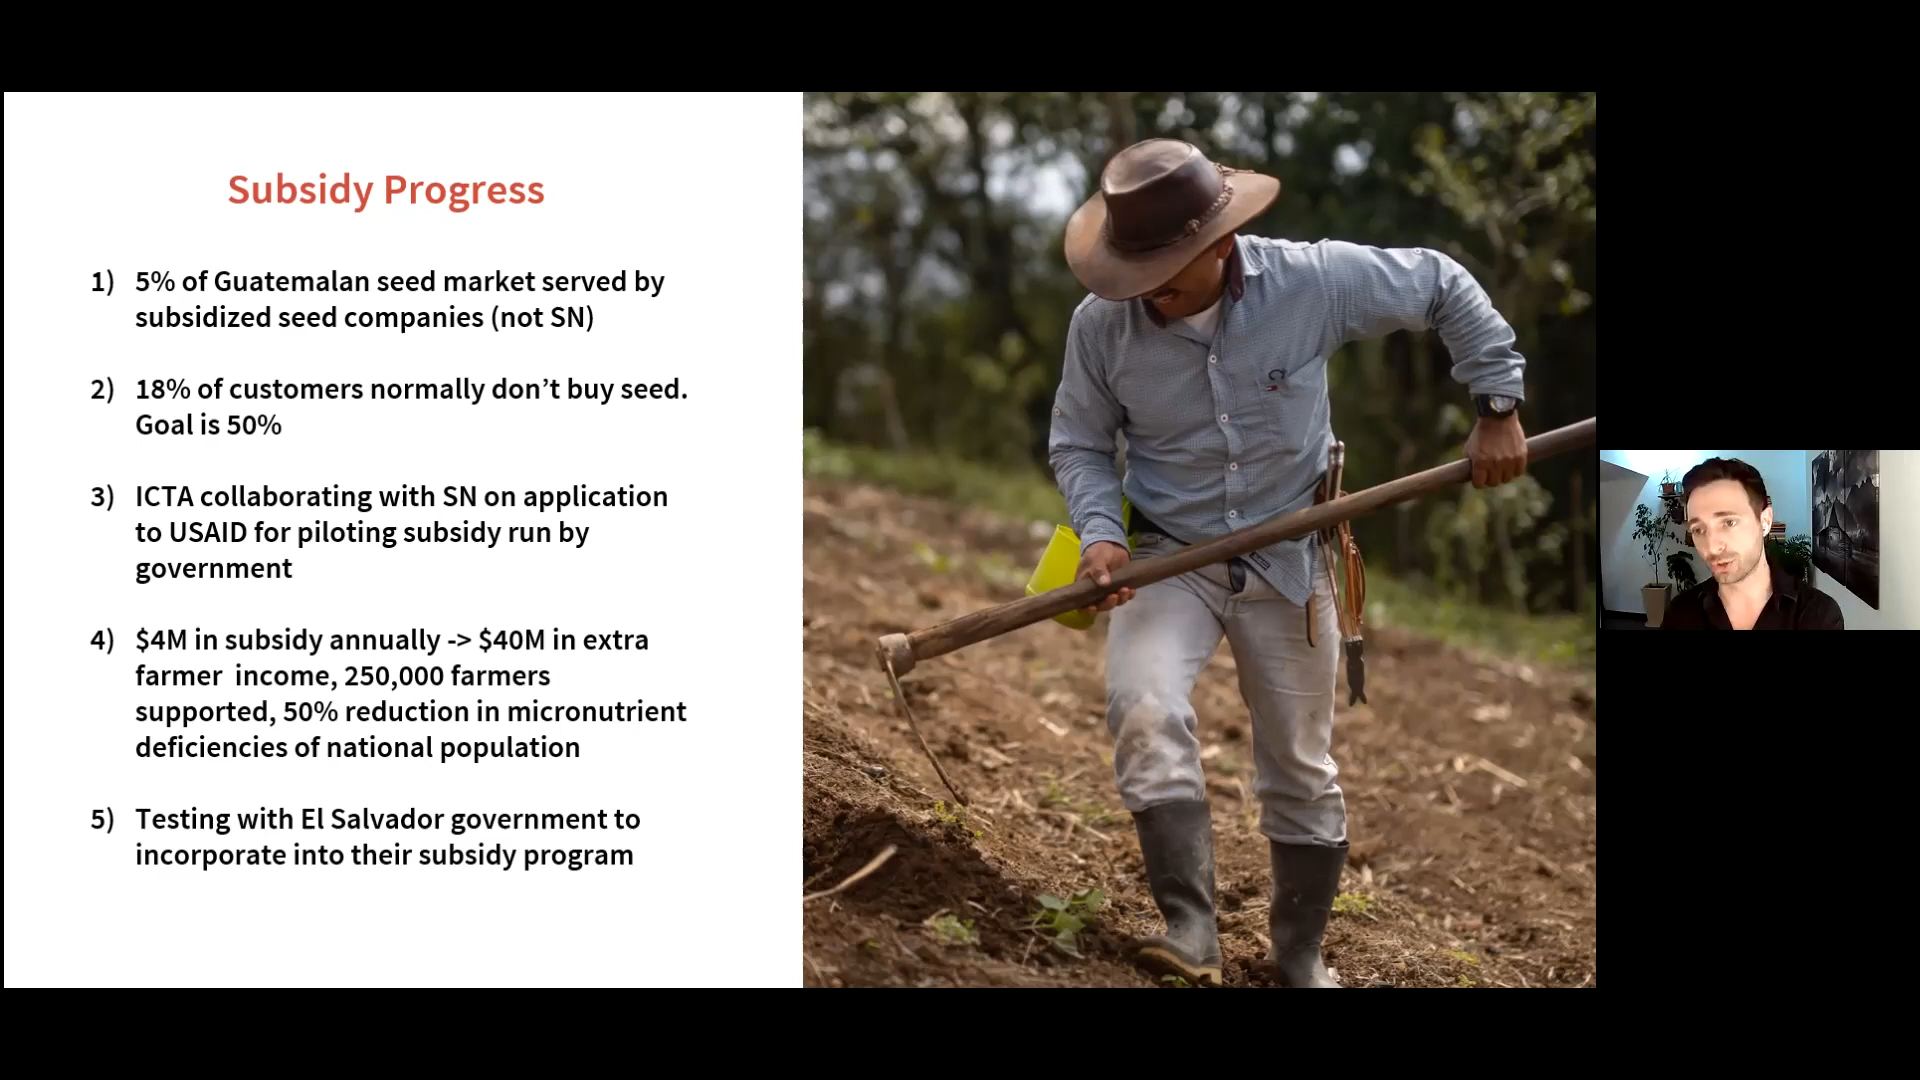 Subsidy Progress
1) 5% of Guatemalan seed market served by
subsidized seed companies (not SN)
2) 18% of customers normally don’t buy seed.
Goal is 50%
3) ICTA collaborating with SN on application
to USAID for piloting subsidy run by
government
4) $4M in subsidy annually -> $40M in extra
farmer  income, 250,000 farmers
supported, 50% reduction in micronutrient
deficiencies of national population
5) Testing with El Salvador government to
incorporate into their subsidy program